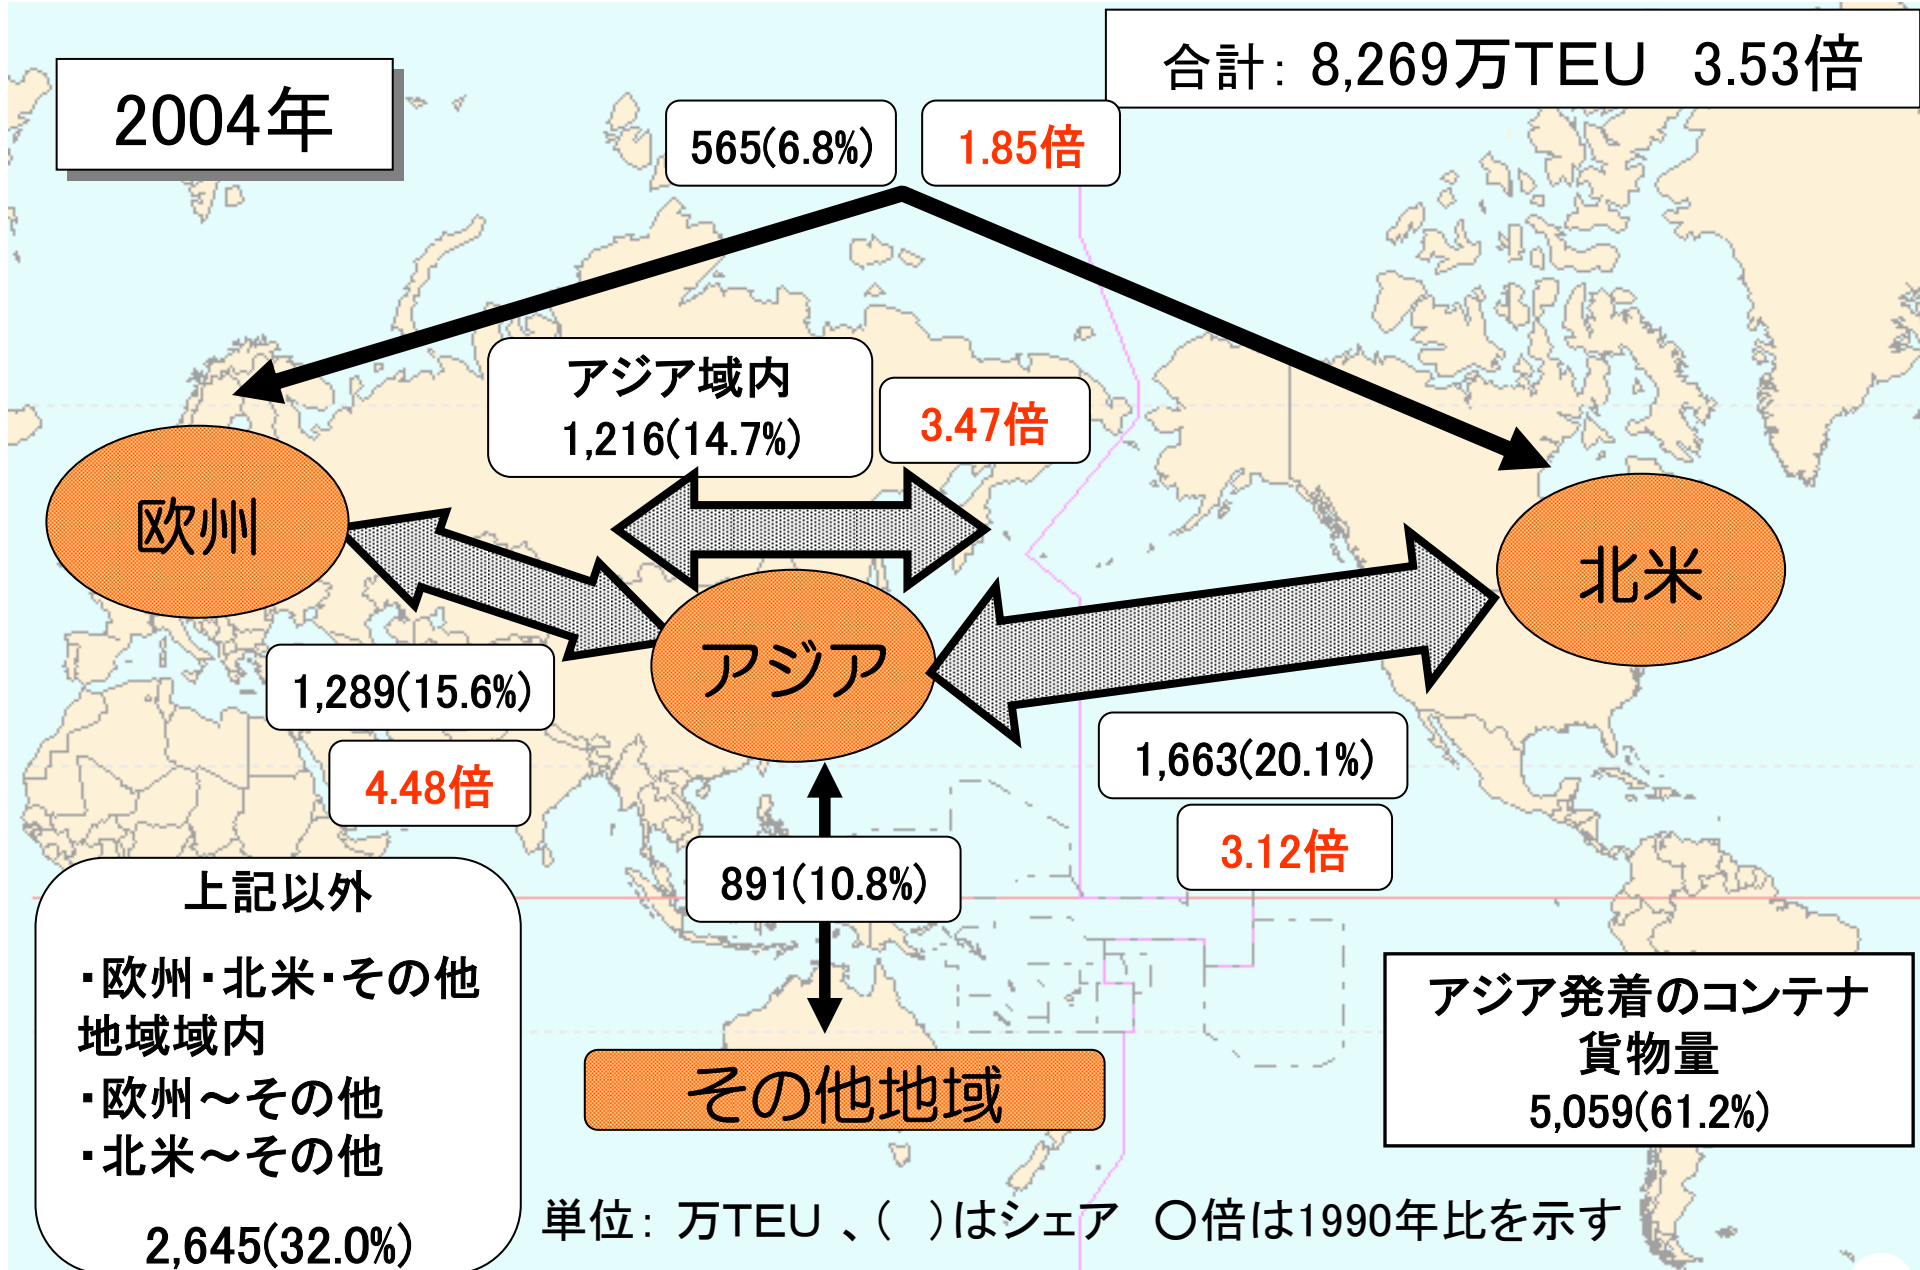 合計： 8,269万TEU　3.53倍
2004年
565(6.8%)
1.85倍
アジア域内
1,216(14.7%)
3.47倍
欧州
北米
アジア
1,289(15.6%)
4.48倍
1,663(20.1%)
3.12倍
891(10.8%)
上記以外
・欧州・北米・その他
地域域内
・欧州～その他
・北米～その他
2,645(32.0%)
その他地域
アジア発着のコンテナ
貨物量
5,059(61.2%)
単位： 万TEU 、（　）はシェア　○倍は1990年比を示す